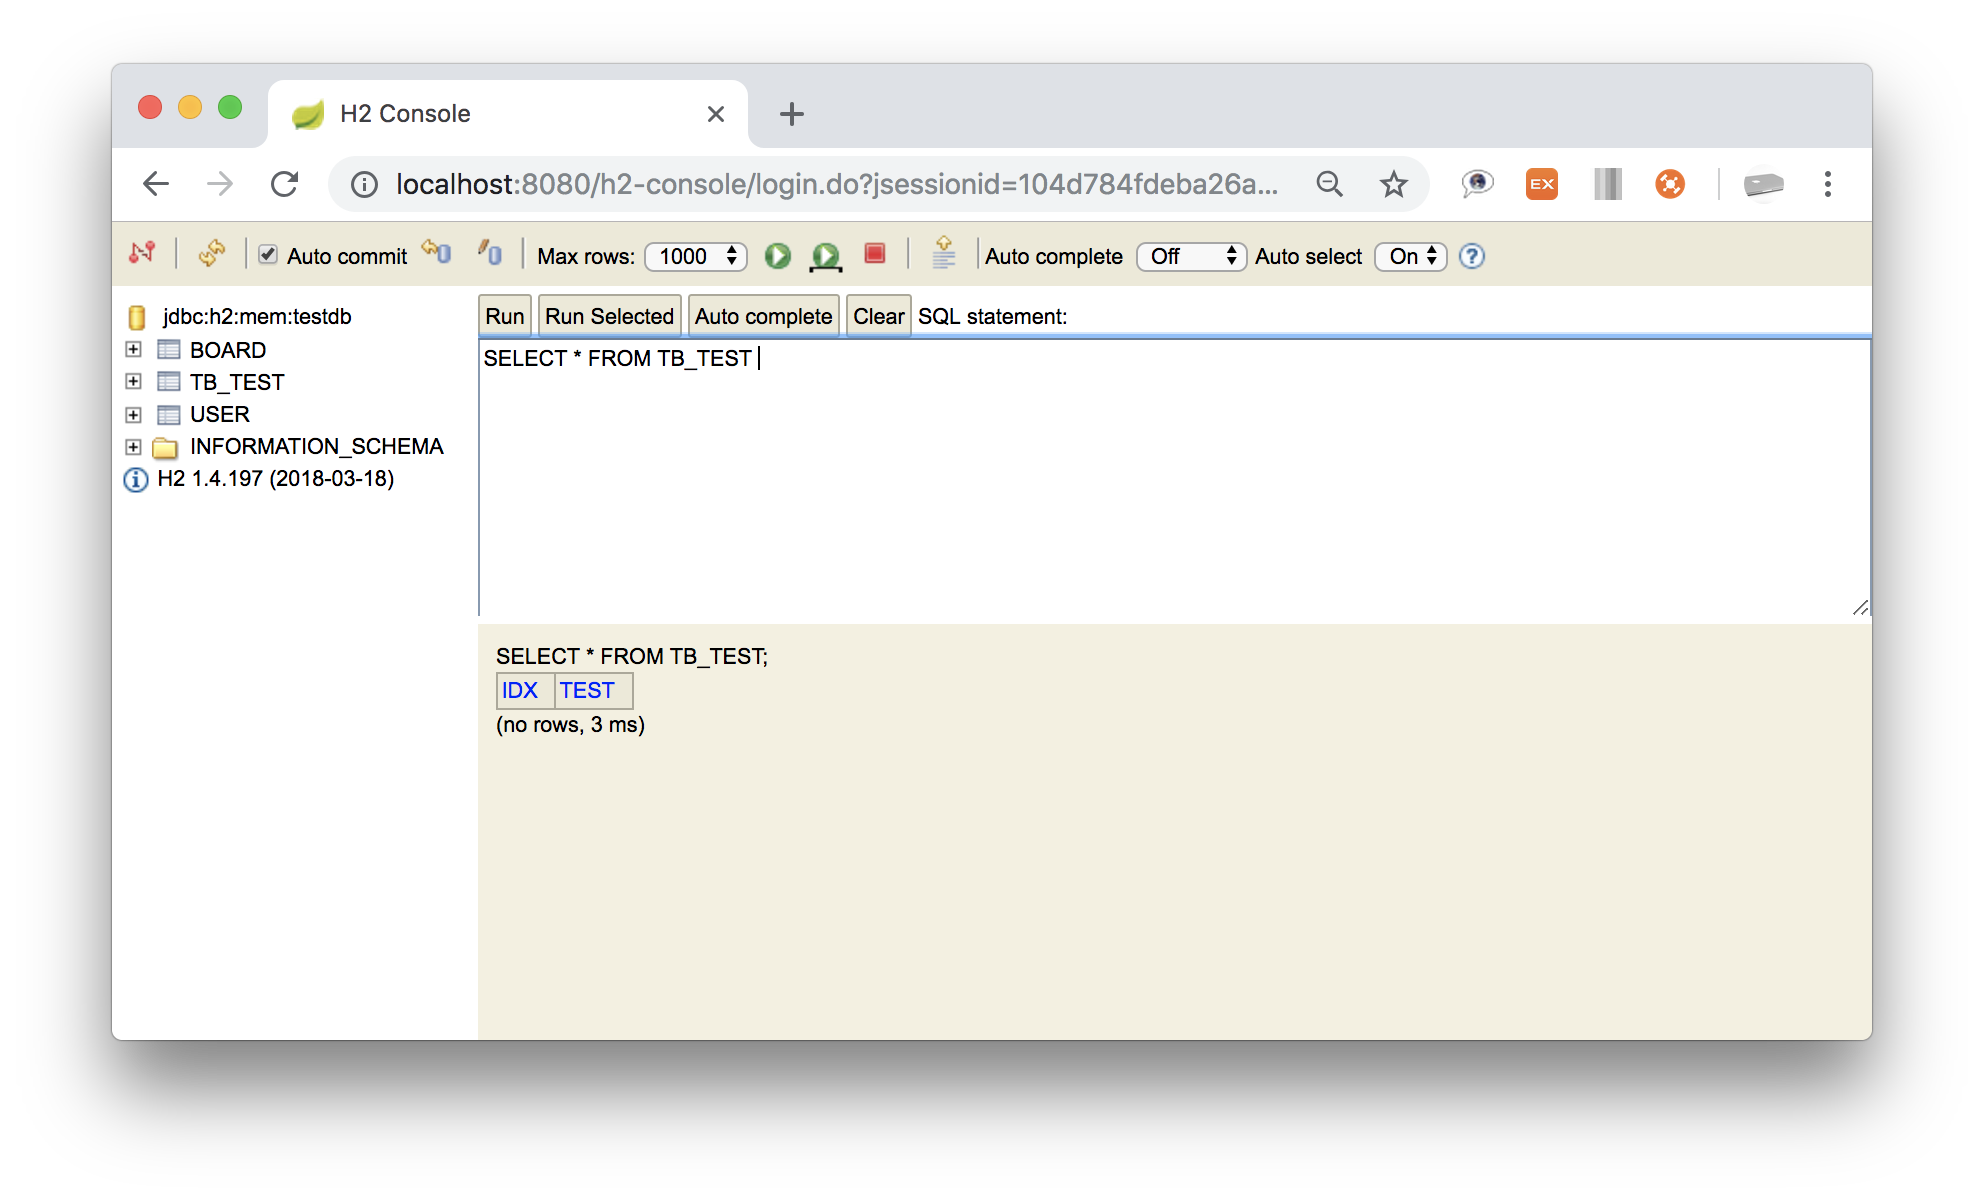 H2 Console
localhost:8080/h2-console/login.do?jsessionid=104d784fdeba26a...
EX
Auto commit Max rows: 1000 Auto complete Off Auto select On ?
jdbc:h2:mem:testdb
BOARD
TB_TEST
USER
INFORMATION_SCHEMA
H2 1.4.197 (2018-03-18)
Run Run Selected Auto complete Clear SQL statement:
SELECT * FROM TB_TEST
SELECT * FROM TB_TEST;
IDX TEST
(no rows, 3 ms)